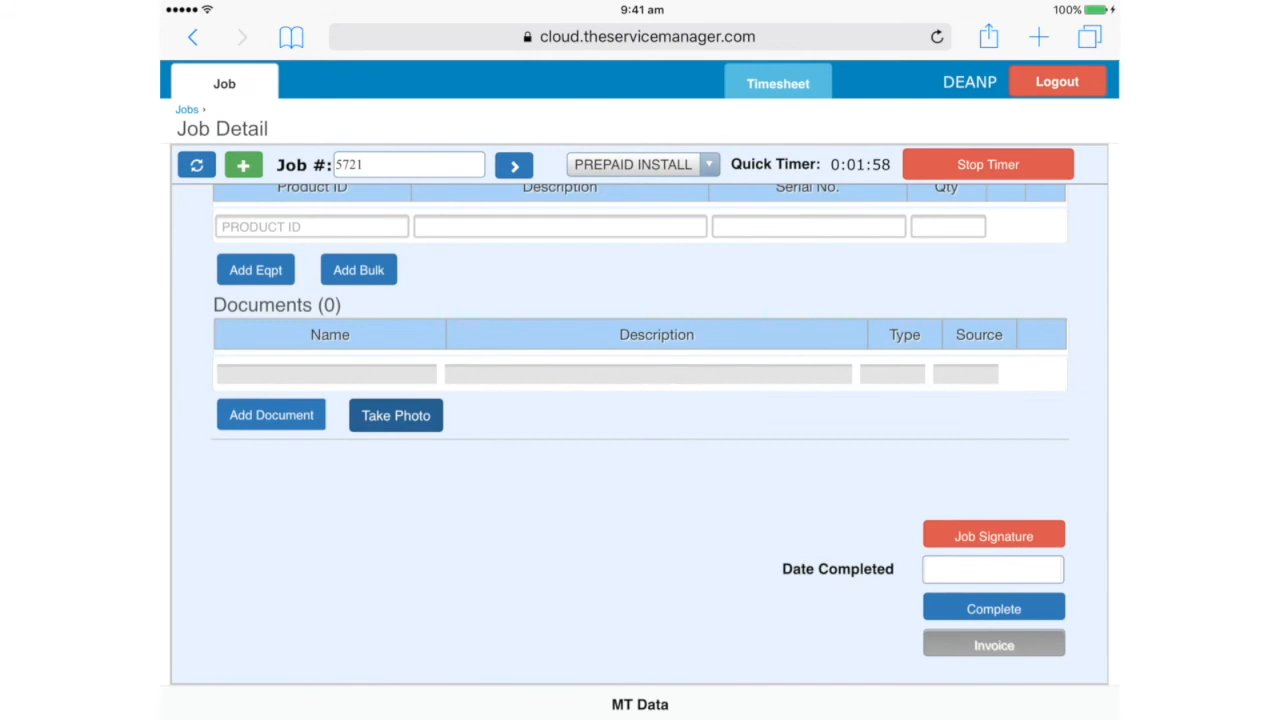 9:41 am
100%
cloud.theservicemanager.com
Job
Timesheet
DEANP
Logout
Jobs ›
Job Detail
Job #: 5721
PREPAID INSTALL
Quick Timer: 0:01:58
Stop Timer
Product ID Description Serial No. Qty
PRODUCT ID
Add Eqpt
Add Bulk
Documents (0)
Name Description Type Source
Add Document
Take Photo
Job Signature
Date Completed
Complete
Invoice
MT Data